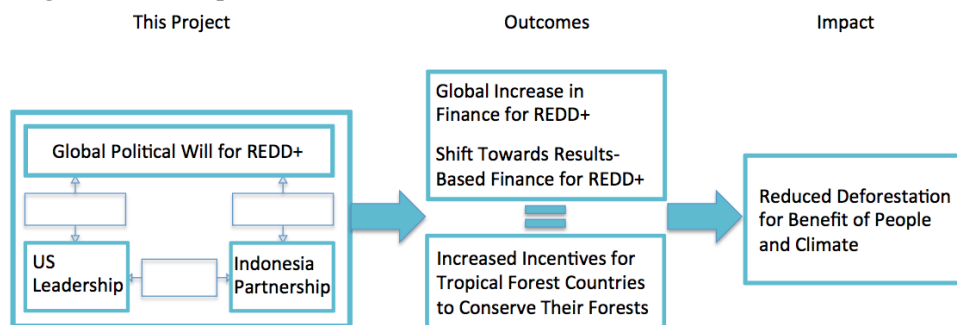 This Project
Outcomes
Impact
Global Political Will for REDD+
US
Leadership
Indonesia
Partnership
Global Increase in
Finance for REDD+
Shift Towards Results-
Based Finance for REDD+
Increased Incentives for
Tropical Forest Countries
to Conserve Their Forests
Reduced Deforestation
for Benefit of People
and Climate